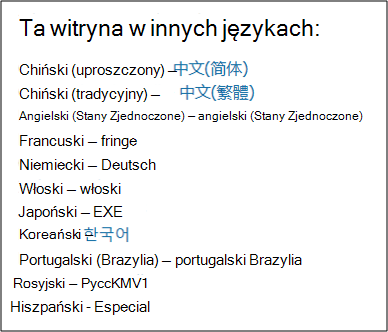 Ta witryna w innych językach:
Chiński (uproszczony) –中文(简体)
Chiński (tradycyjny) – 中文(繁體)
Angielski (Stany Zjednoczone) – angielski (Stany Zjednoczone)
Francuski – fringe
Niemiecki – Deutsch
Włoski – włoski
Japoński – EXE
Koreański 한국어
Portugalski (Brazylia) – portugalski Brazylia
Rosyjski – PyccKMV1
Hiszpański - Especial